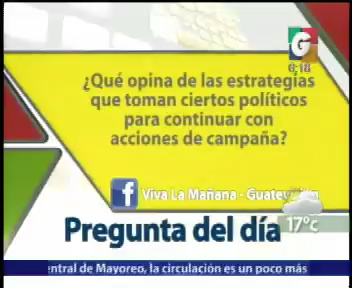 G
6:18
¿Qué opina de las estrategias
que toman ciertos políticos
para continuar con
acciones de campaña?
f Viva La Mañana -
Pregunta del día
17°c
entral de Mayoreo, la circulación es un poco más